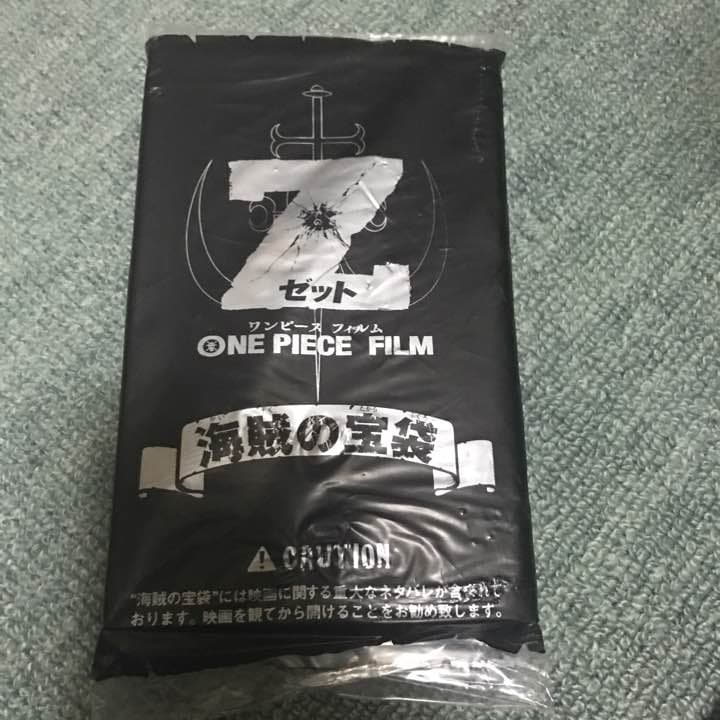 Z
ゼット
ワンピース フィルム
ONE PIECE FILM
海賊の宝袋
CAUTION
"海賊の宝袋"には映画に関する重大なネタバレが含まれて
おります。映画を観てから開けることをお勧め致します。